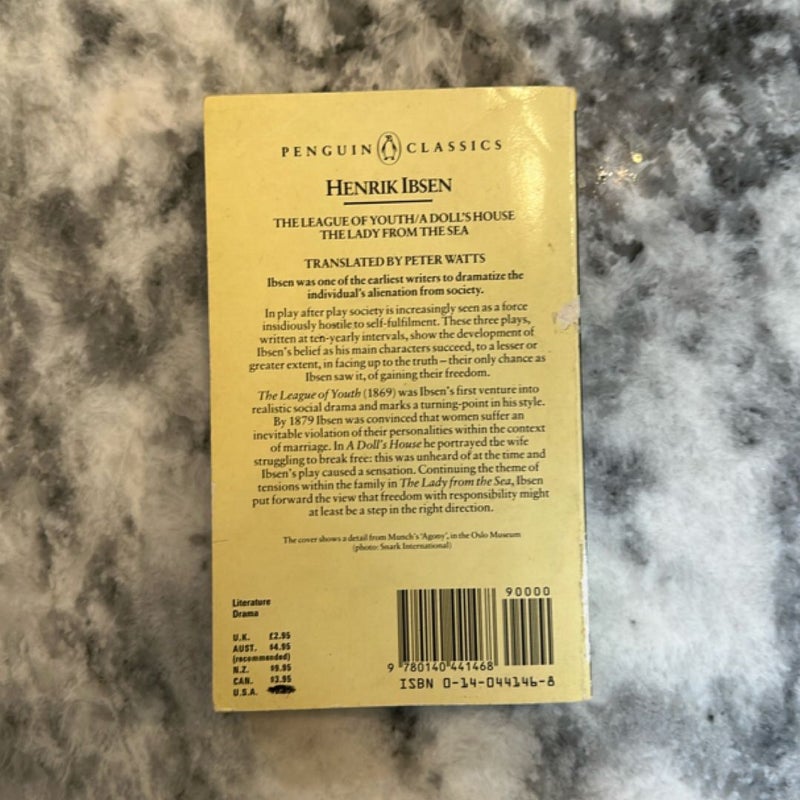 PENGUIN CLASSICS
HENRIK IBSEN
THE LEAGUE OF YOUTH/A DOLL'S HOUSE
THE LADY FROM THE SEA
TRANSLATED BY PETER WATTS
Ibsen was one of the earliest writers to dramatize the
individual's alienation from society.
In play after play society is increasingly seen as a force
insidiously hostile to self-fulfilment. These three plays,
written at ten-yearly intervals, show the development of
Ibsen's belief as his main characters succeed, to a lesser or
greater extent, in facing up to the truth – their only chance as
Ibsen saw it, of gaining their freedom.
The League of Youth (1869) was Ibsen's first venture into
realistic social drama and marks a turning-point in his style.
By 1879 Ibsen was convinced that women suffer an
inevitable violation of their personalities within the context
of marriage. In A Doll's House he portrayed the wife
struggling to break free: this was unheard of at the time and
Ibsen's play caused a sensation. Continuing the theme of
tensions within the family in The Lady from the Sea, Ibsen
put forward the view that freedom with responsibility might
at least be a step in the right direction.
The cover shows a detail from Munch's 'Agony', in the Oslo Museum
(photo: Snark International)
Literature
Drama
U.K. £2.95
AUST. $4.95
(recommended)
N.Z. $9.95
CAN. $3.95
U.S.A.
90000
9 780140 441468
ISBN 0-14-044146-8